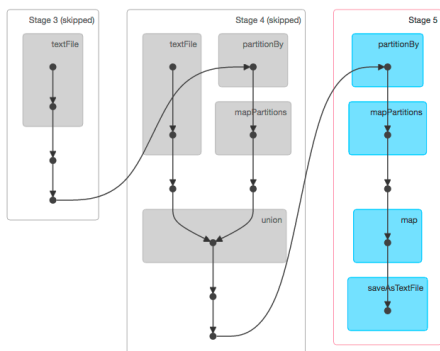 Stage 3 (skipped)
textFile
Stage 4 (skipped)
textFile
partitionBy
mapPartitions
union
Stage 5
partitionBy
mapPartitions
map
saveAsTextFile